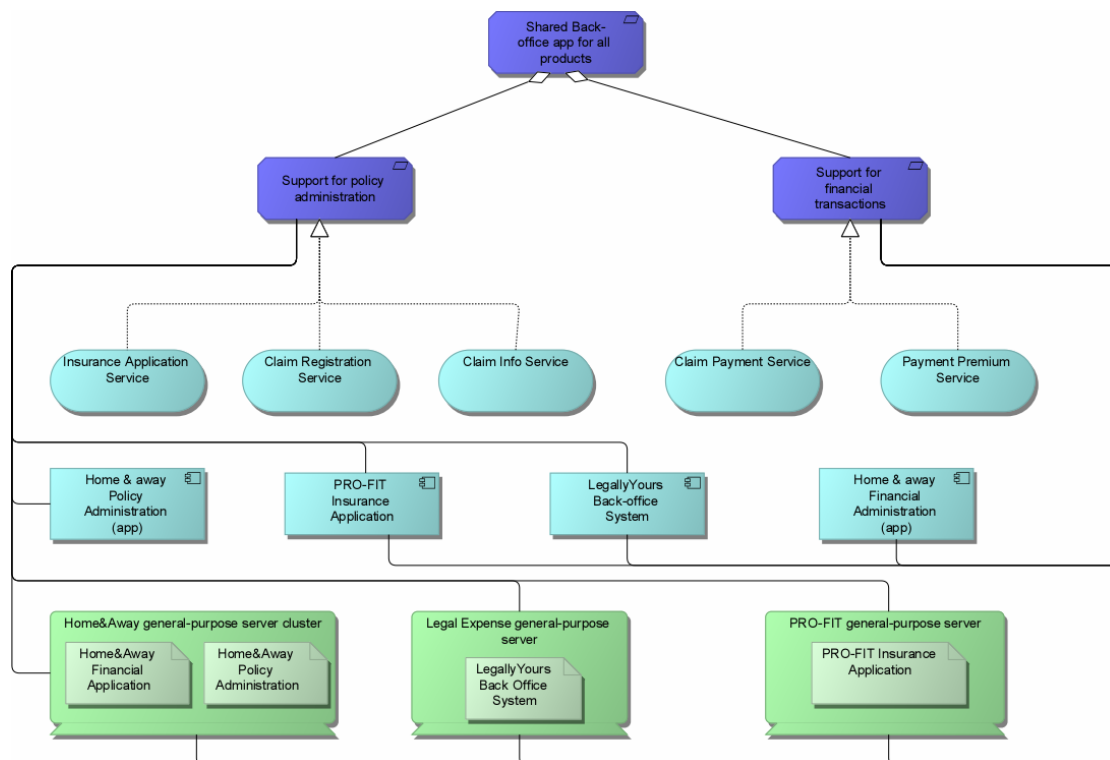 Shared Back-
office app for all
products
Support for policy
administration
Support for
financial
transactions
Insurance Application
Service
Claim Registration
Service
Claim Info Service
Claim Payment Service
Payment Premium
Service
Home & away
Policy
Administration
(app)
PRO-FIT
Insurance
Application
LegallyYours
Back-office
System
Home & away
Financial
Administration
(app)
Home&Away general-purpose server cluster
Home&Away
Financial
Application
Home&Away
Policy
Administration
Legal Expense general-purpose
server
LegallyYours
Back Office
System
PRO-FIT general-purpose server
PRO-FIT Insurance
Application